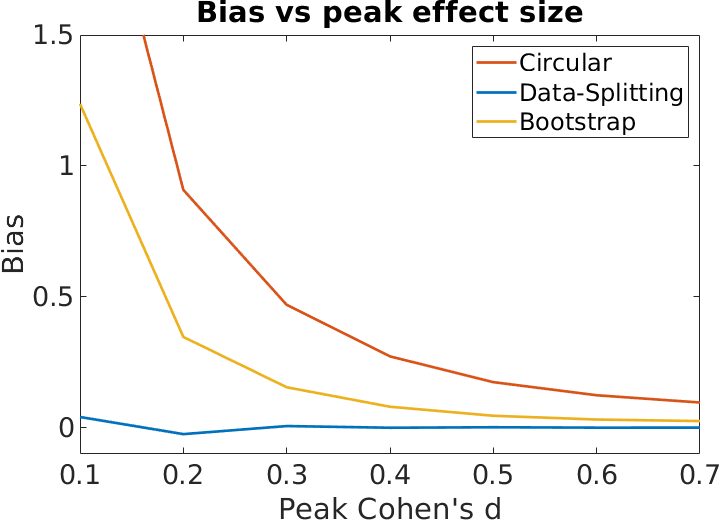 Bias vs peak effect size
1.5
1
0.5
0
Bias
Circular
Data-Splitting
Bootstrap
0.1 0.2 0.3 0.4 0.5 0.6 0.7
Peak Cohen's d